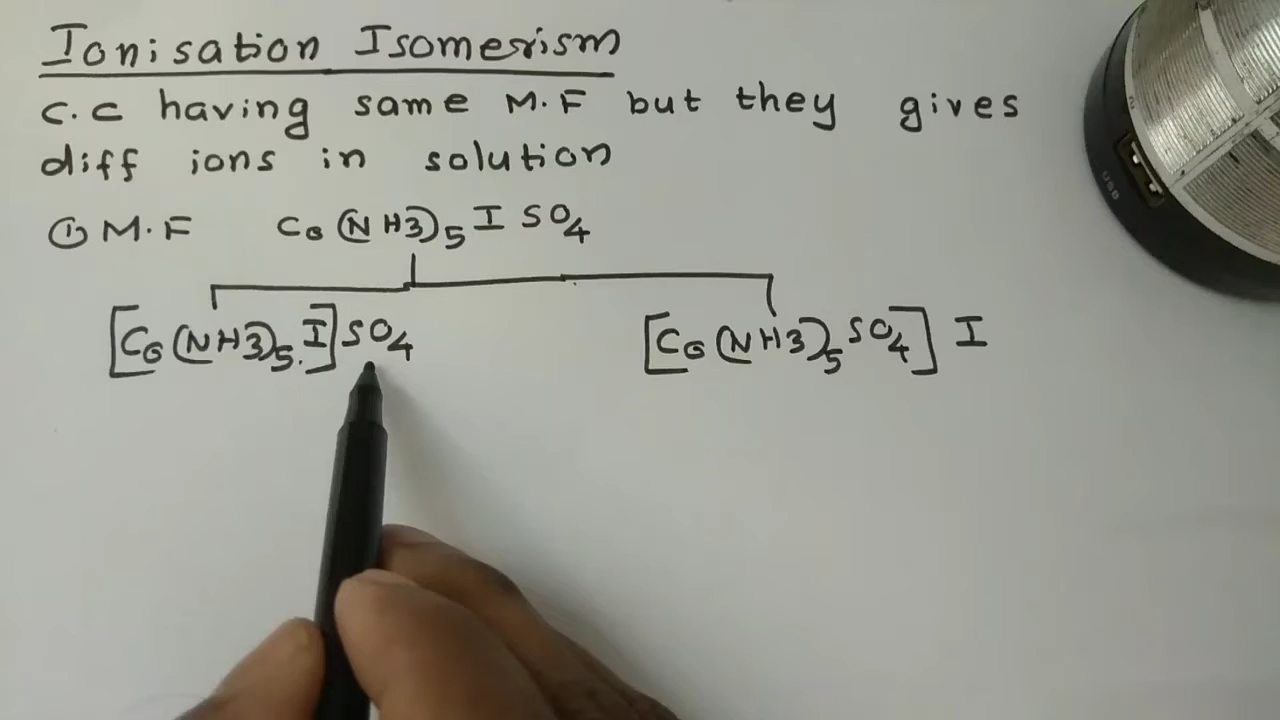 Ionisation Isomerism
C.C having same M.F but they gives
diff ions in solution
① M.F Co(NH3)5 I SO4
[Co(NH3)5 I] SO4 [Co(NH3)5 SO4] I
USB